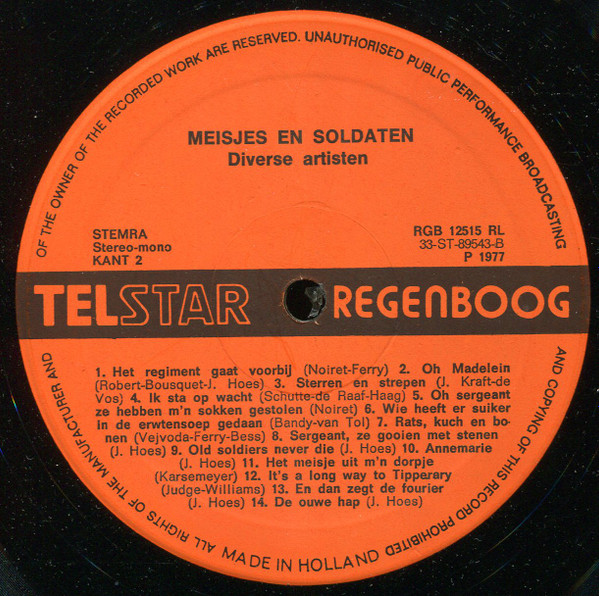 OF THE OWNER OF THE RECORDED WORK ARE RESERVED. UNAUTHORISED PUBLIC PERFORMANCE BROADCASTING
MEISJES EN SOLDATEN
Diverse artisten
STEMRA
Stereo-mono
KANT 2
RGB 12515 RL
33-ST-89543-B
P 1977
TELSTAR REGENBOOG
1. Het regiment gaat voorbij (Noiret-Ferry) 2. Oh Madelein
(Robert-Bousquet-J. Hoes) 3. Sterren en strepen (J. Kraft-de
Vos) 4. Ik sta op wacht (Schutte-de Raaf-Haag) 5. Oh sergeant
ze hebben m'n sokken gestolen (Noiret) 6. Wie heeft er suiker
in de erwtensoep gedaan (Bandy-van Tol) 7. Rats, kuch en bo-
nen (Vejvoda-Ferry-Bess) 8. Sergeant, ze gooien met stenen
(J. Hoes) 9. Old soldiers never die (J. Hoes) 10. Annemarie
(J. Hoes) 11. Het meisje uit m'n dorpje
(Karsemeyer) 12. It's a long way to Tipperary
(Judge-Williams) 13. En dan zegt de fourier
(J. Hoes) 14. De ouwe hap (J. Hoes)
AND COPYING OF THIS RECORD PROHIBITED
MADE IN HOLLAND
ALL RIGHTS OF THE MANUFACTURER AND